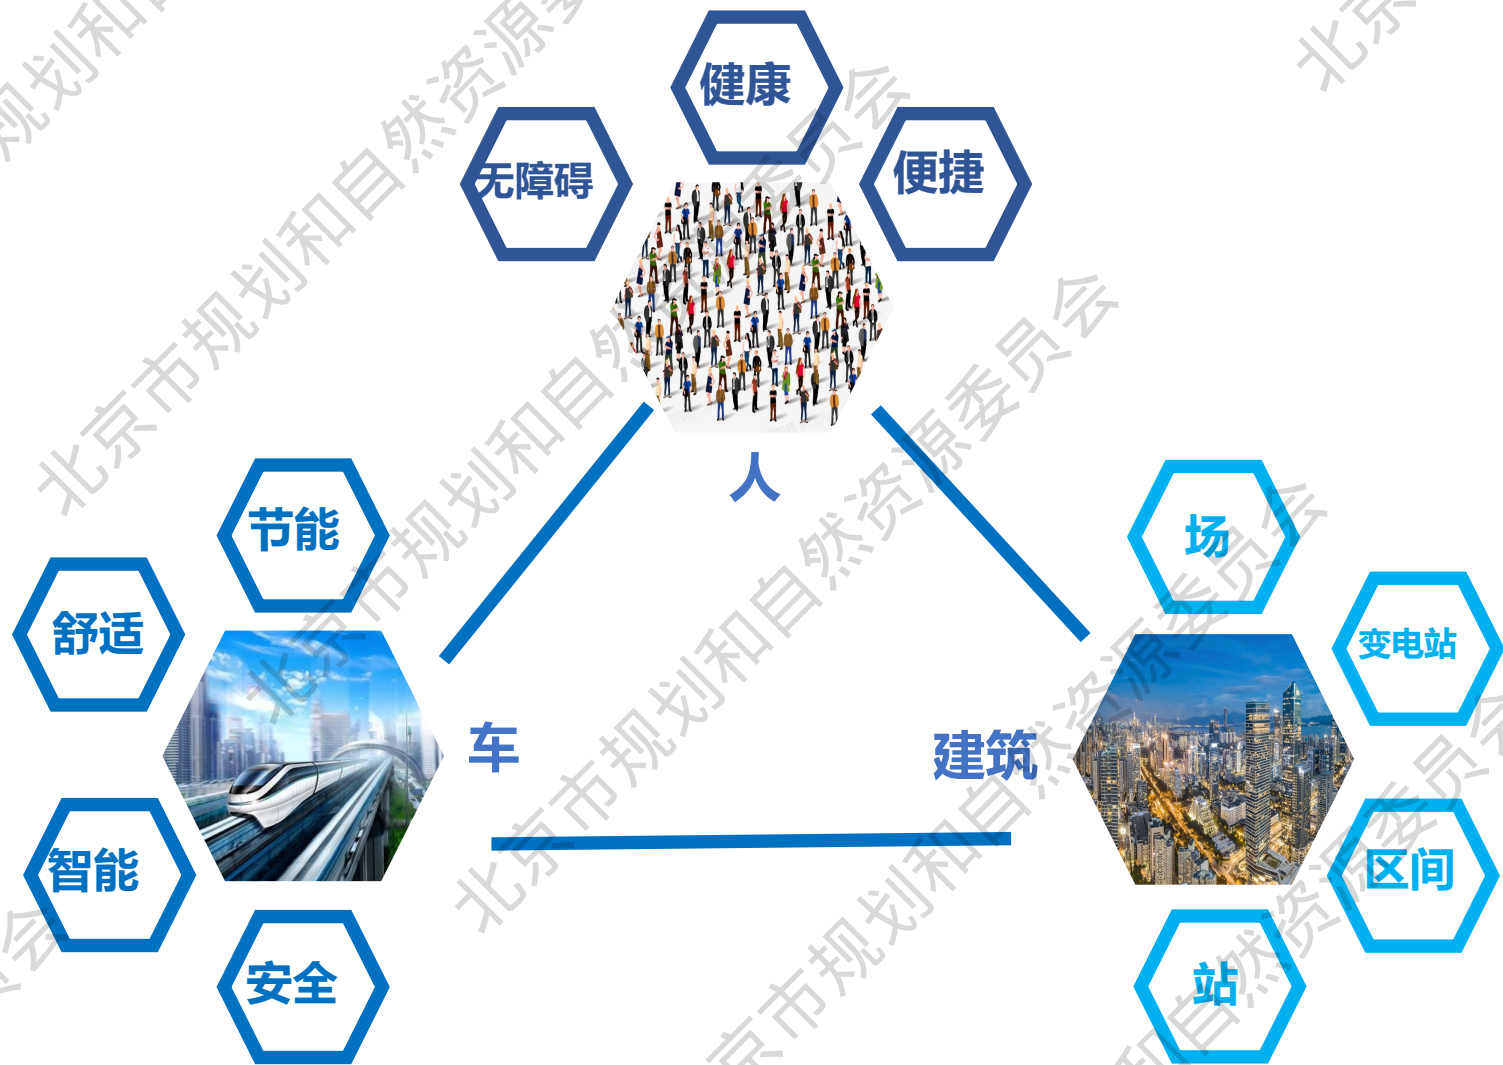 健康
无障碍
便捷
人
节能
舒适
车
智能
安全
场
变电站
建筑
区间
站
北京市规划和自然资源委员会